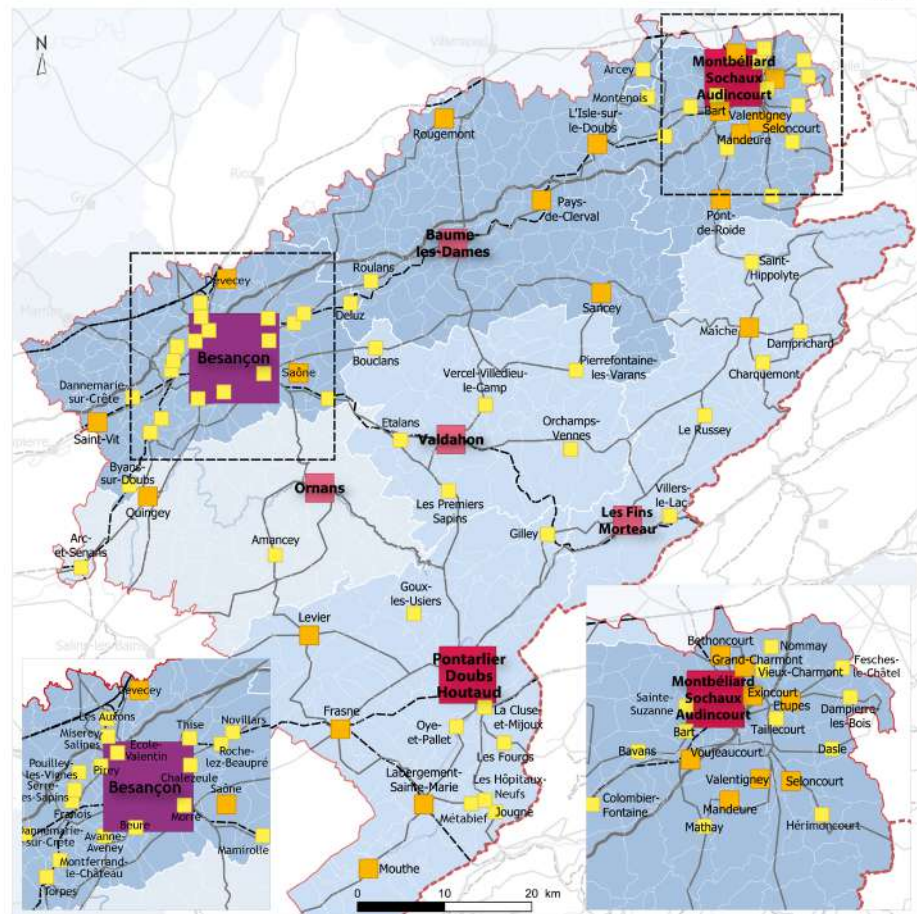 N
Villersexel
Montbéliard
Sochaux
Audincourt
Arcey
Montenois
Bart
Valentigney
Seloncourt
Mandeure
L'Isle-sur-
le-Doubs
Rougemont
Pays-
de-Clerval
Pont-
de-Roide
Gy
Baume-
les-Dames
Saint-
Hippolyte
Roulans
Devecey
Deluz
Sancey
Maîche
Damprichard
Charquemont
Besançon
Bouclans
Pierrefontaine-
les-Varans
Saône
Vercel-Villedieu-
le-Camp
Dannemarie-
sur-Crête
Saint-Vit
Etalans
Valdahon
Orchamps-
Vennes
Le Russey
Byans-
sur-Doubs
Ornans
Quingey
Les Premiers
Sapins
Villers-
le-Lac
Les Fins
Morteau
Gilley
Arc-
et-Senans
Amancey
Goux-
les-Usiers
Levier
Salins-les-Bains
Pontarlier
Doubs
Houtaud
La Cluse
et-Mijoux
Frasne
Oye-
et-Pallet
Les Fourgs
Labergement-
Sainte-Marie
Les Hôpitaux-
Neufs
Métabief
Jougne
Mouthe
0
10
20
km
Devecey
Les Auxons
Miserey
Salines
Thise
Novillars
Ecole-
Valentin
Roche-
lez-Beaupré
Pouilley-
les-Vignes
Pirey
Chalezeule
Serre-
les-Sapins
Besançon
Saône
Franois
Morre
Beure
Dannemarie-
sur-Crête
Avanne-
Aveney
Mamirolle
Montferrand-
le-Château
Torpes
Bethoncourt
Nommay
Grand-Charmont
Vieux-Charmont
Fesches-
le-Châtel
Montbéliard
Sochaux
Audincourt
Exincourt
Sainte-
Suzanne
Etupes
Dampierre-
les-Bois
Taillecourt
Bart
Bavans
Voujeaucourt
Dasle
Valentigney
Seloncourt
Colombier-
Fontaine
Mandeure
Mathay
Hérimoncourt